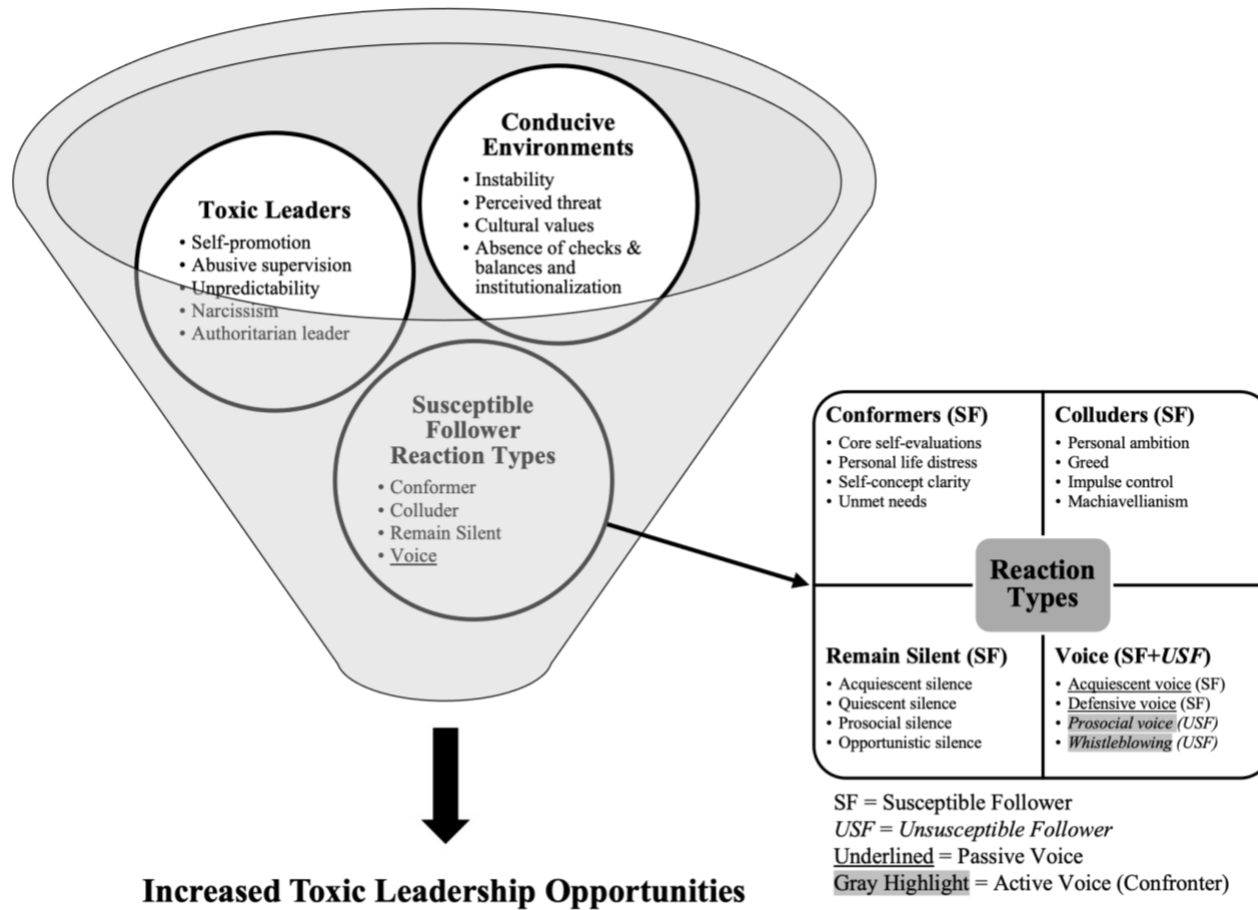 Conducive
Environments
• Instability
• Perceived threat
• Cultural values
• Absence of checks &
balances and
institutionalization
Toxic Leaders
• Self-promotion
• Abusive supervision
• Unpredictability
• Narcissism
• Authoritarian leader
Susceptible
Follower
Reaction Types
• Conformer
• Colluder
• Remain Silent
• Voice
Conformers (SF)
• Core self-evaluations
• Personal life distress
• Self-concept clarity
• Unmet needs
Colluders (SF)
• Personal ambition
• Greed
• Impulse control
• Machiavellianism
Reaction
Types
Remain Silent (SF)
• Acquiescent silence
• Quiescent silence
• Prosocial silence
• Opportunistic silence
Voice (SF+USF)
• Acquiescent voice (SF)
• Defensive voice (SF)
• Prosocial voice (USF)
• Whistleblowing (USF)
SF = Susceptible Follower
USF = Unsusceptible Follower
Underlined = Passive Voice
Gray Highlight = Active Voice (Confronter)
Increased Toxic Leadership Opportunities